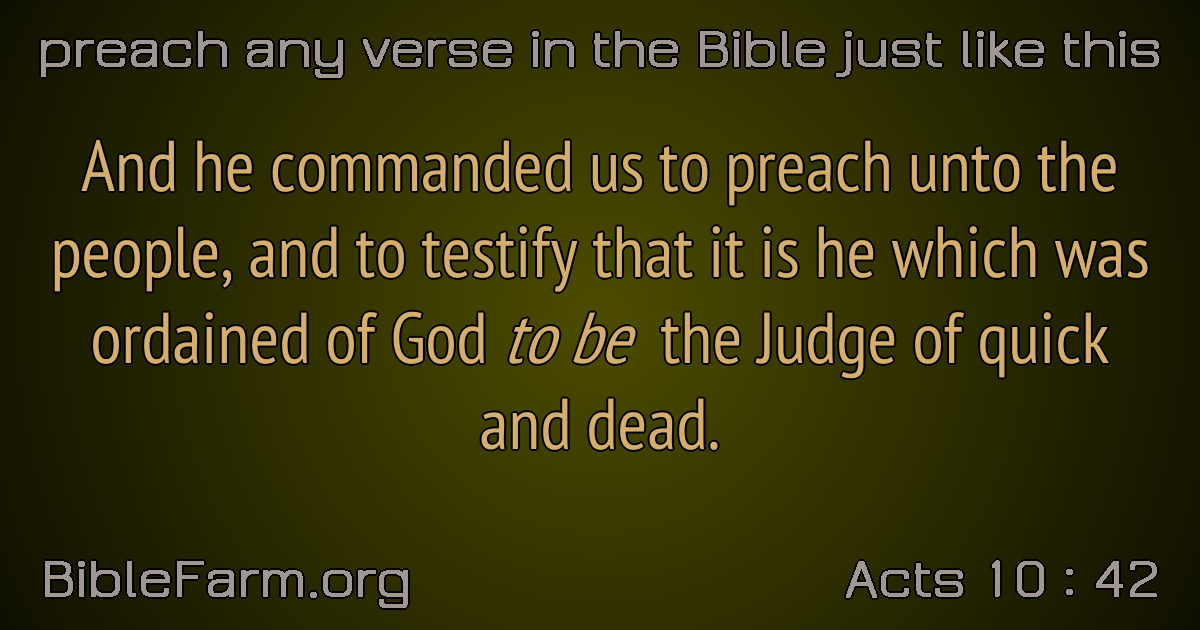 preach any verse in the Bible just like this
And he commanded us to preach unto the
people, and to testify that it is he which was
ordained of God to be the Judge of quick
and dead.
BibleFarm.org
Acts 10 : 42